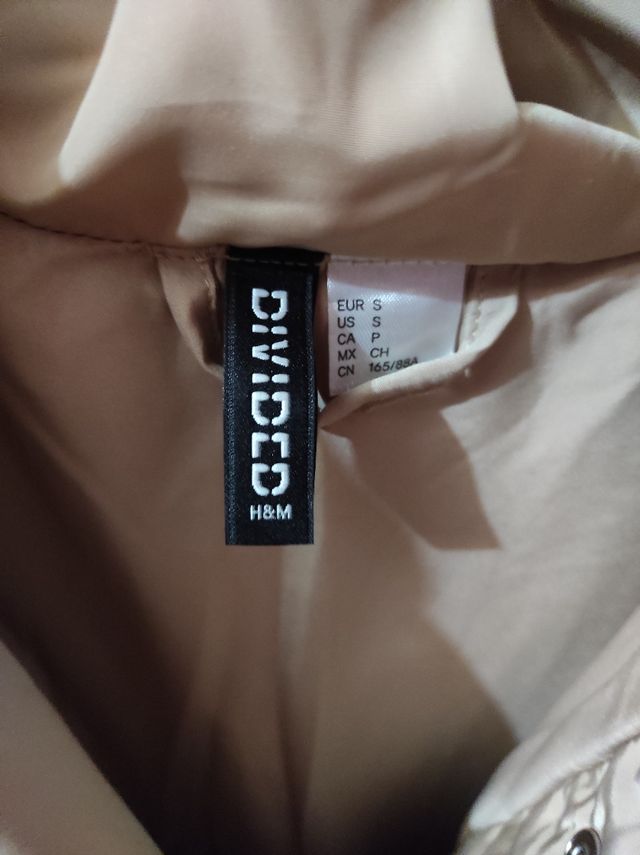 DIVIDED
H&M
EUR S
US S
CA P
MX CH
CN 165/88A